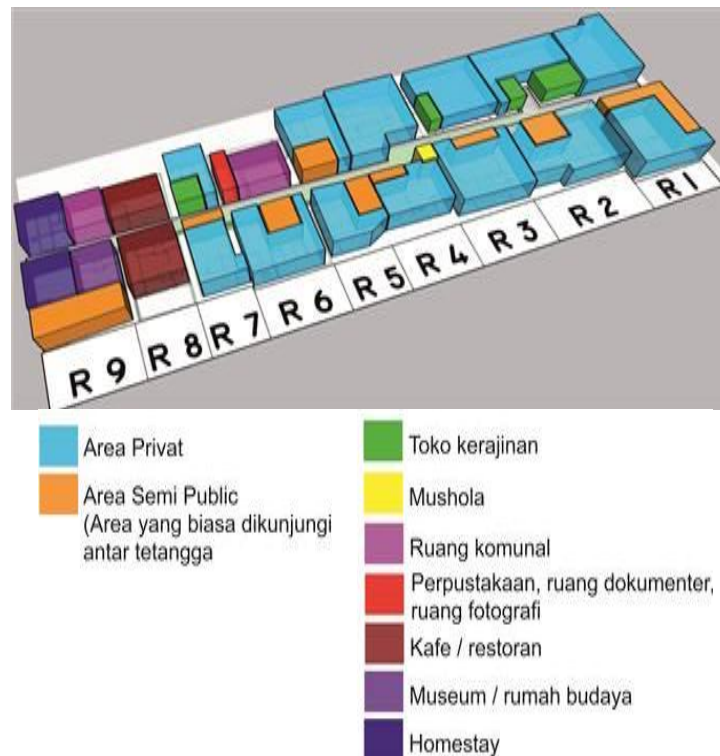 R 9 R 8 R 7 R 6 R 5 R 4 R 3 R 2 R 1
Area Privat
Area Semi Public
(Area yang biasa dikunjungi
antar tetangga
Toko kerajinan
Mushola
Ruang komunal
Perpustakaan, ruang dokumenter,
ruang fotografi
Kafe / restoran
Museum / rumah budaya
Homestay